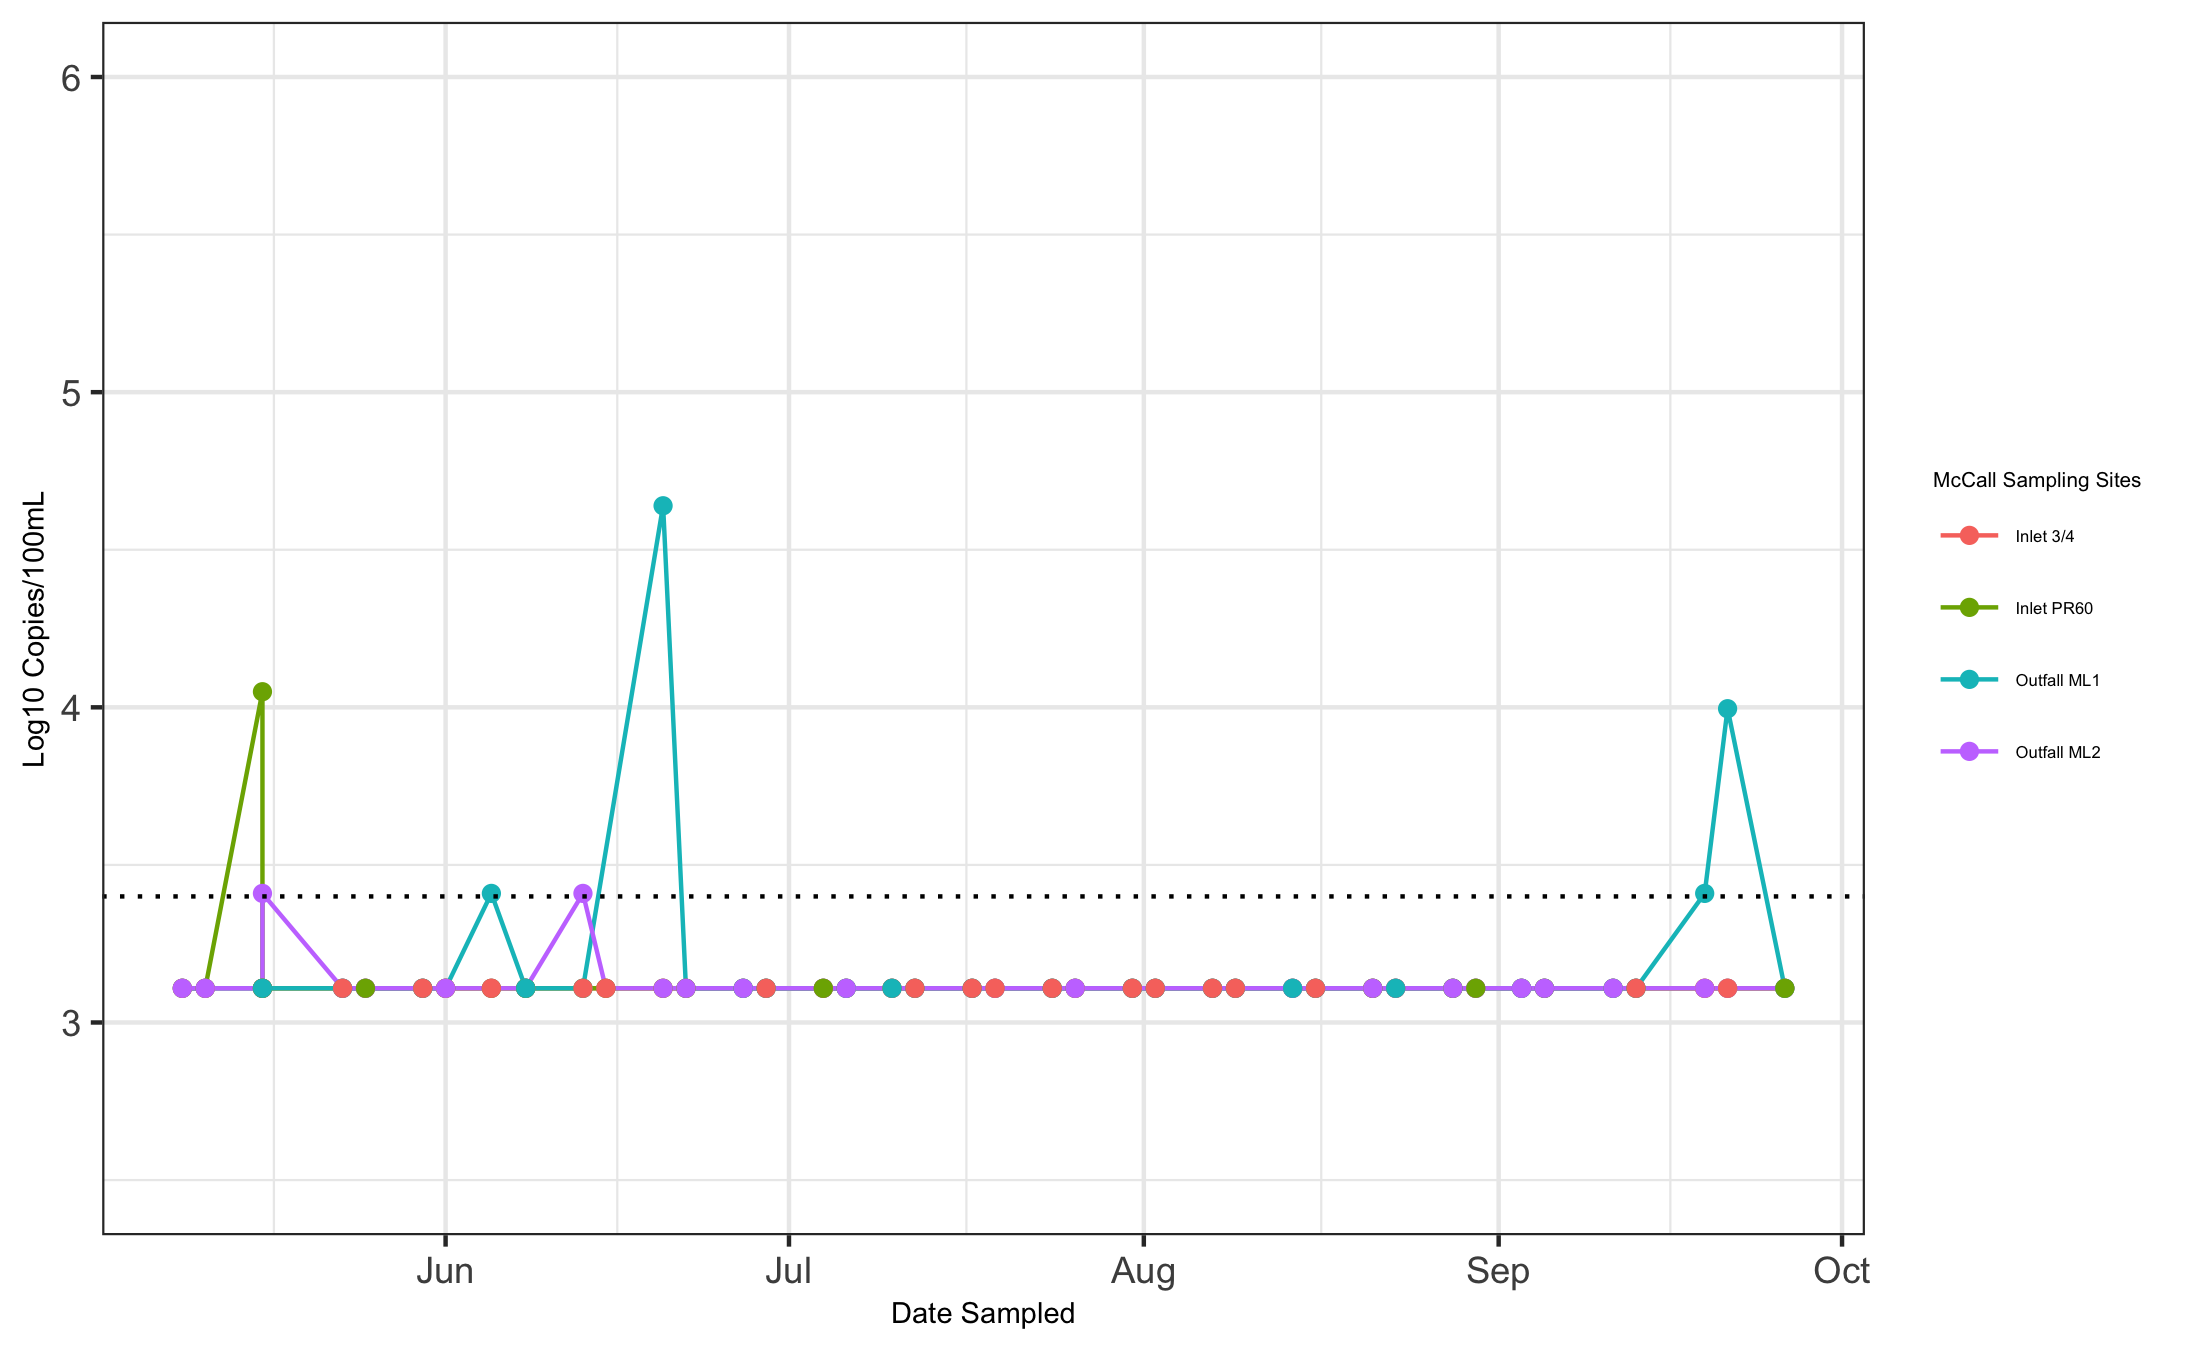 6
5
4
3
Log10 Copies/100mL
Jun
Jul
Aug
Sep
Oct
Date Sampled
McCall Sampling Sites
Inlet 3/4
Inlet PR60
Outfall ML1
Outfall ML2